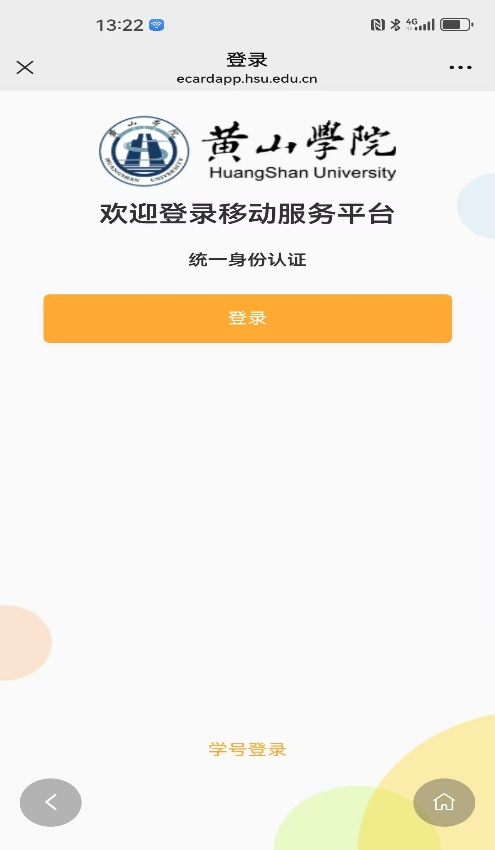 13:22
4G
登录
ecardapp.hsu.edu.cn
黄山學院
HuangShan University
欢迎登录移动服务平台
统一身份认证
登录
学号登录